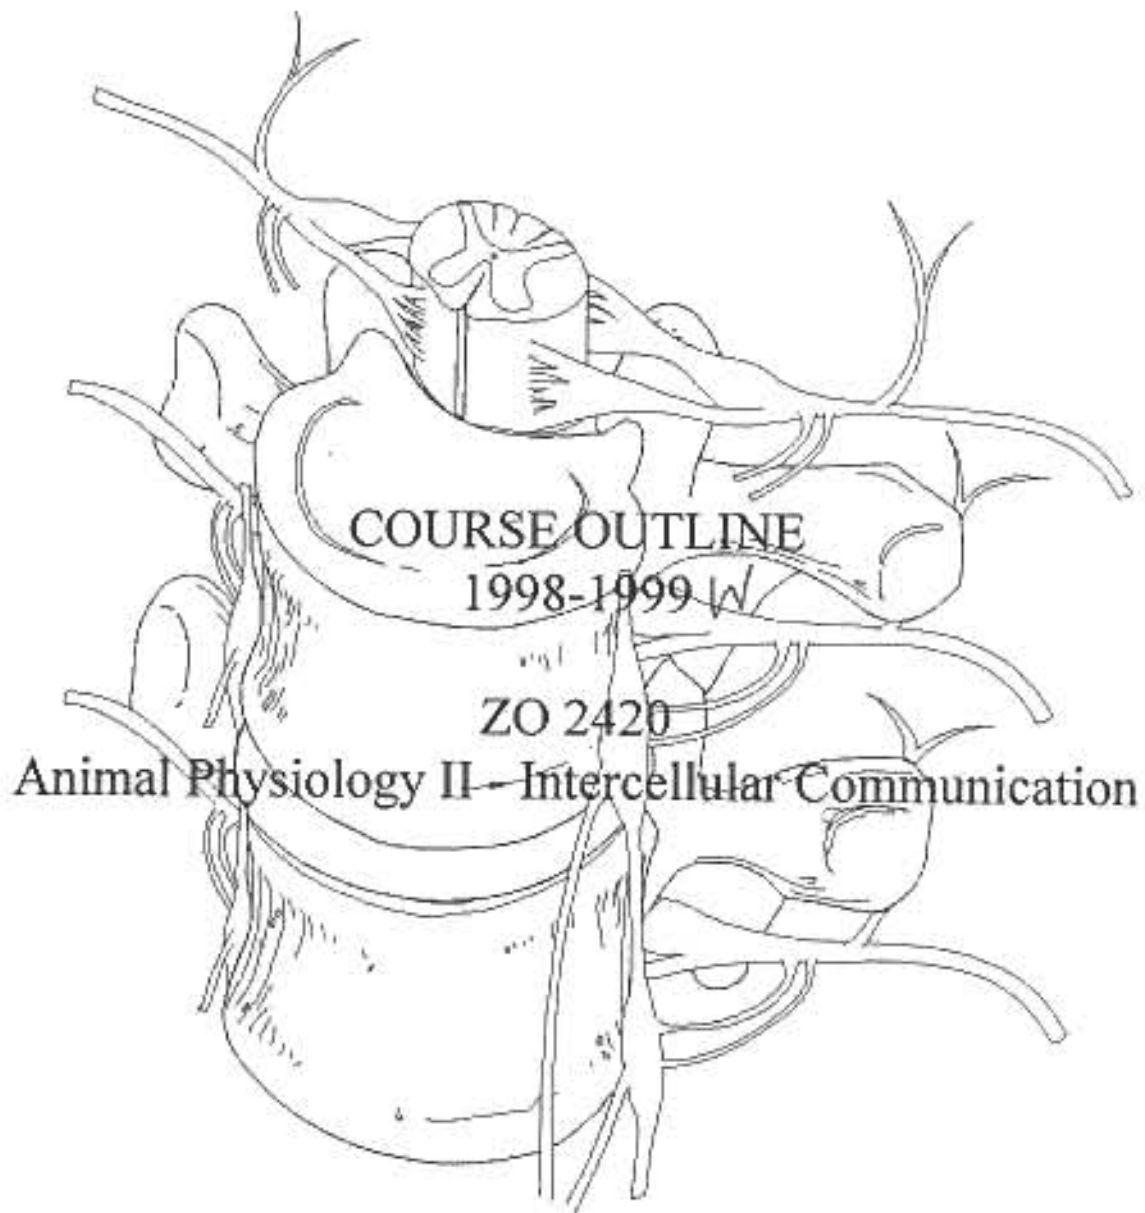 COURSE OUTLINE
1998-1999 W
ZO 2420
Animal Physiology II - Intercellular Communication